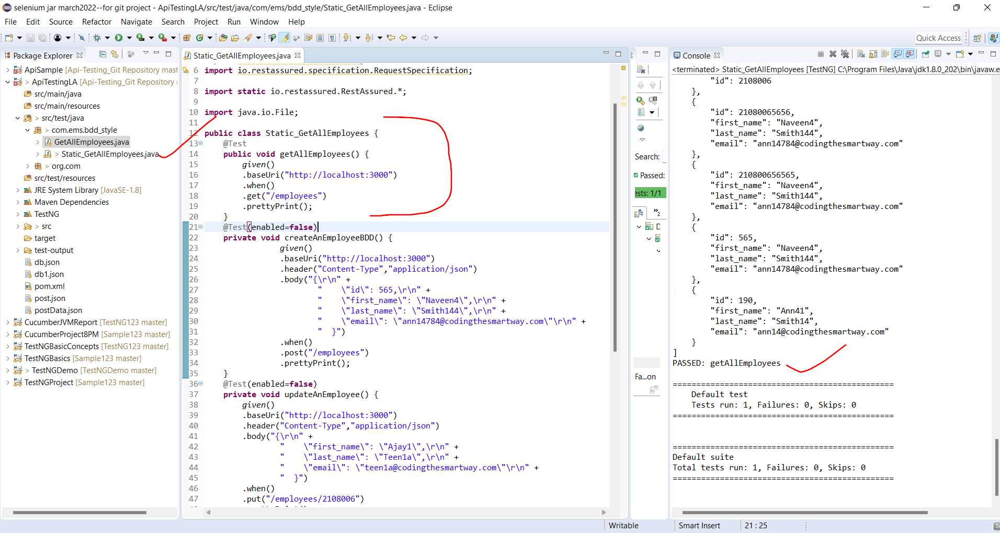 selenium jar march2022--for git project - ApiTestingLA/src/test/java/com/ems/bdd_style/Static_GetAllEmployees.java - Eclipse
File Edit Source Refactor Navigate Search Project Run Window Help
Quick Access
Package Explorer
ApiSample [Api-Testing_Git Repository mast
> ApiTestingLA [Api-Testing_Git Repository
src/main/java
src/main/resources
> src/test/java
> com.ems.bdd_style
GetAllEmployees.java
> Static_GetAllEmployees.java
> org.com
src/test/resources
JRE System Library [JavaSE-1.8]
Maven Dependencies
TestNG
> src
target
test-output
db.json
db1.json
pom.xml
post.json
postData.json
CucumberJVMReport [TestNG123 master]
CucumberProject8PM [Sample123 master]
TestNGBasicConcepts [TestNG123 master]
TestNGBasics [Sample123 master]
> TestNGDemo [TestNGDemo master]
TestNGProject [Sample123 master]
Static_GetAllEmployees.java
6 import io.restassured.specification.RequestSpecification;
7
8 import static io.restassured.RestAssured.*;
9
10 import java.io.File;
11
12 public class Static_GetAllEmployees {
13 @Test
14 public void getAllEmployees() {
15 given()
16 .baseUri("http://localhost:3000")
17 .when()
18 .get("/employees")
19 .prettyPrint();
20 }
21 @Test(enabled=false)
22 private void createAnEmployeeBDD() {
23 given()
24 .baseUri("http://localhost:3000")
25 .header("Content-Type","application/json")
26 .body("{\r\n" +
27 " \"id\": 565,\r\n" +
28 " \"first_name\": \"Naveen4\",\r\n" +
29 " \"last_name\": \"Smith144\",\r\n" +
30 " \"email\": \"ann14784@codingthesmartway.com\"\r\n" +
31 " }")
32 .when()
33 .post("/employees")
34 .prettyPrint();
35 }
36 @Test(enabled=false)
37 private void updateAnEmployee() {
38 given()
39 .baseUri("http://localhost:3000")
40 .header("Content-Type","application/json")
41 .body("{\r\n" +
42 " \"first_name\": \"Ajay1\",\r\n" +
43 " \"last_name\": \"Teen1a\",\r\n" +
44 " \"email\": \"teen1a@codingthesmartway.com\"\r\n" +
45 " }")
46 .when()
47 .put("/employees/2108006")
Search:
Passed:
ests: 1/1
»2
D
Fa...on
Console
<terminated> Static_GetAllEmployees [TestNG] C:\Program Files\Java\jdk1.8.0_202\bin\javaw.e
"id": 2108006
},
{
"id": 21080065656,
"first_name": "Naveen4",
"last_name": "Smith144",
"email": "ann14784@codingthesmartway.com"
},
{
"id": 210800656565,
"first_name": "Naveen4",
"last_name": "Smith144",
"email": "ann14784@codingthesmartway.com"
},
{
"id": 565,
"first_name": "Naveen4",
"last_name": "Smith144",
"email": "ann14784@codingthesmartway.com"
},
{
"id": 190,
"first_name": "Ann41",
"last_name": "Smith14",
"email": "ann14@codingthesmartway.com"
}
]
PASSED: getAllEmployees
===============================================
Default test
Tests run: 1, Failures: 0, Skips: 0
===============================================
===============================================
Default suite
Total tests run: 1, Failures: 0, Skips: 0
===============================================
Writable
Smart Insert
21 : 25